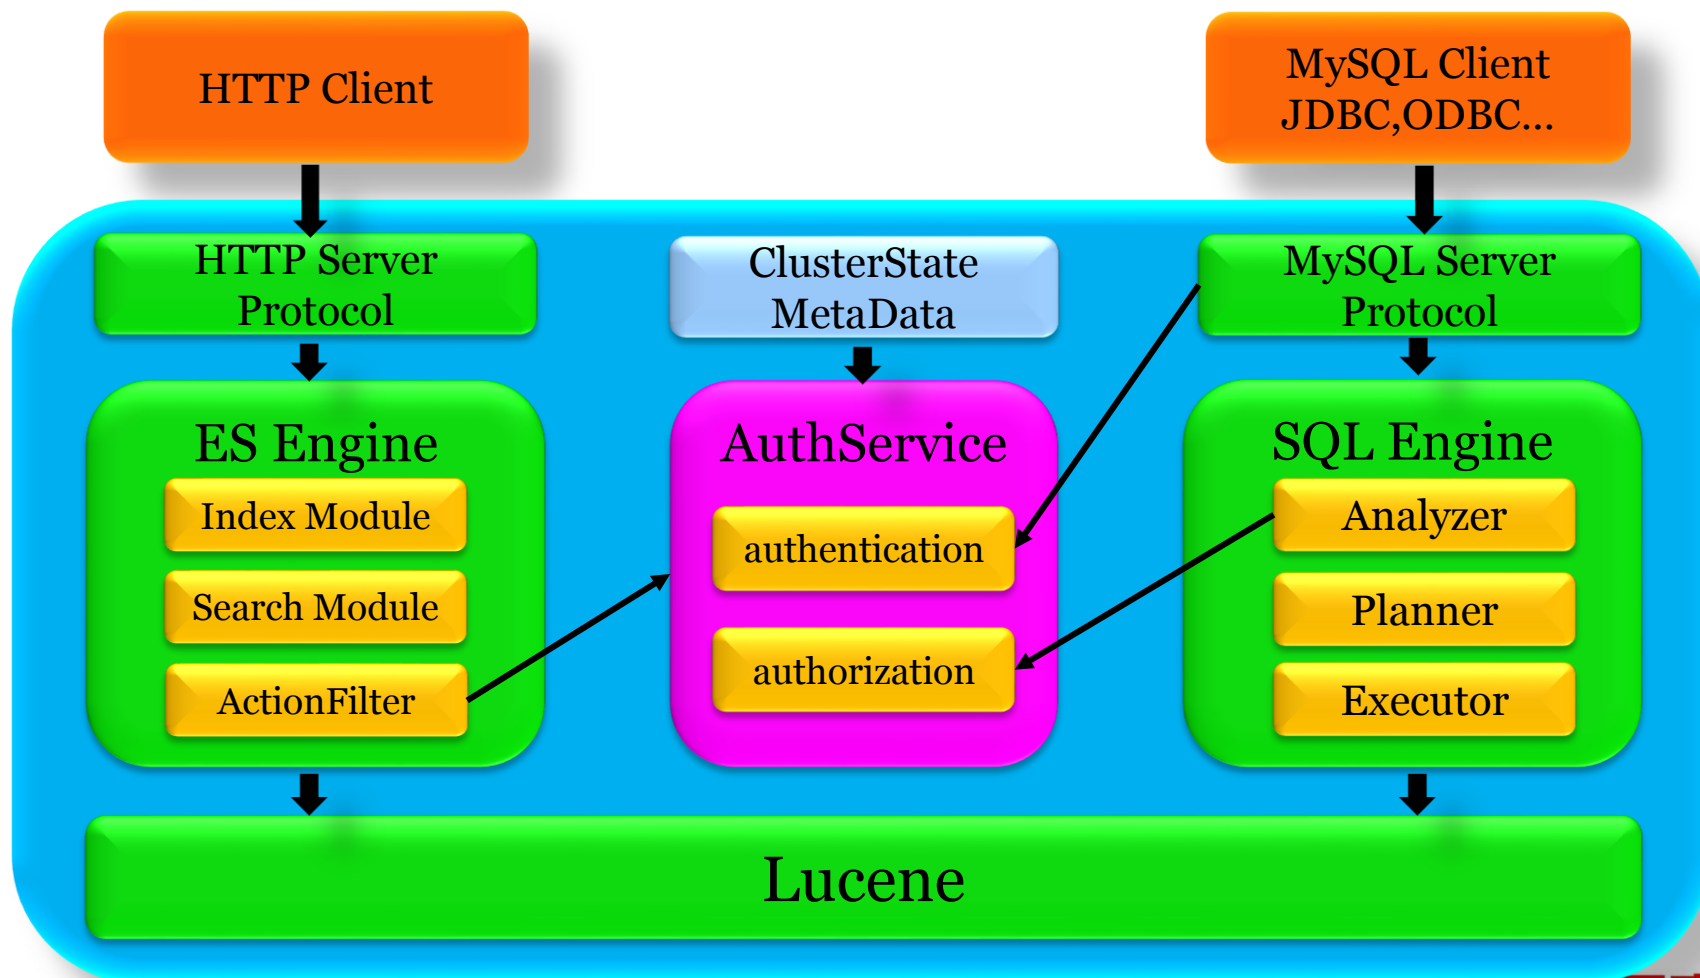 HTTP Client
MySQL Client
JDBC,ODBC...
HTTP Server
Protocol
ClusterState
MetaData
MySQL Server
Protocol
ES Engine
Index Module
Search Module
ActionFilter
AuthService
authentication
authorization
SQL Engine
Analyzer
Planner
Executor
Lucene